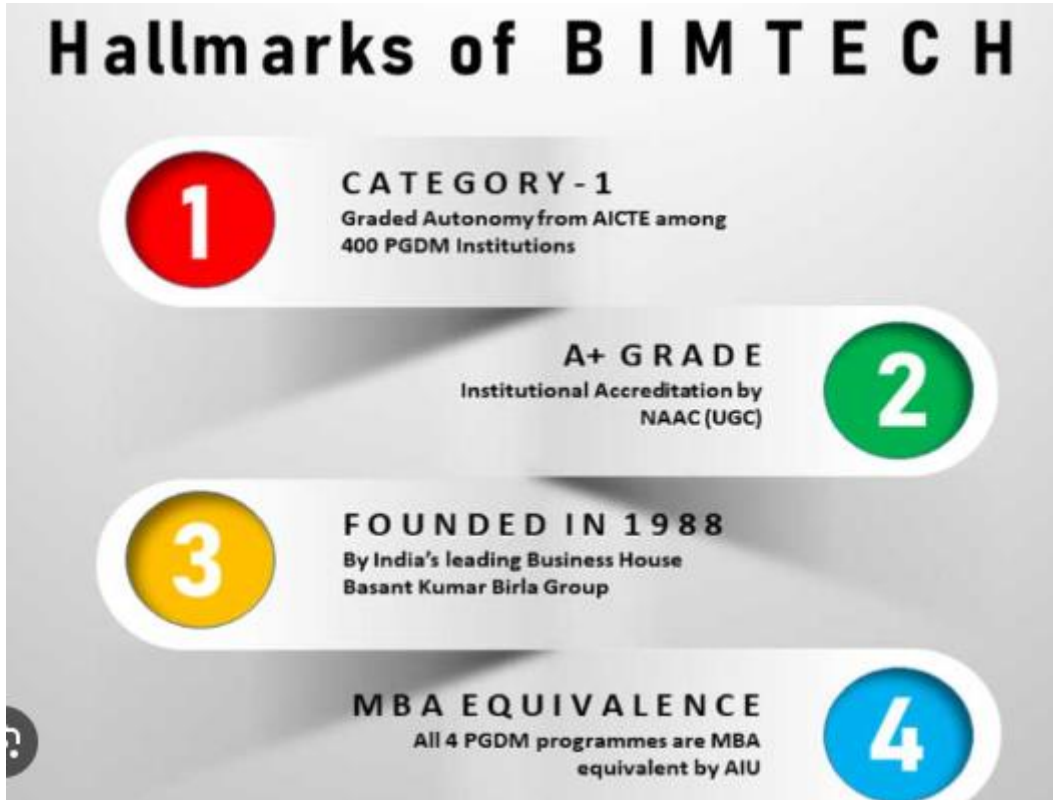 Hallmarks of BIMTECH
1
CATEGORY-1
Graded Autonomy from AICTE among
400 PGDM Institutions
A+ GRADE
Institutional Accreditation by
NAAC (UGC)
2
3
FOUNDED IN 1988
By India's leading Business House
Basant Kumar Birla Group
MBA EQUIVALENCE
All 4 PGDM programmes are MBA
equivalent by AIU
4